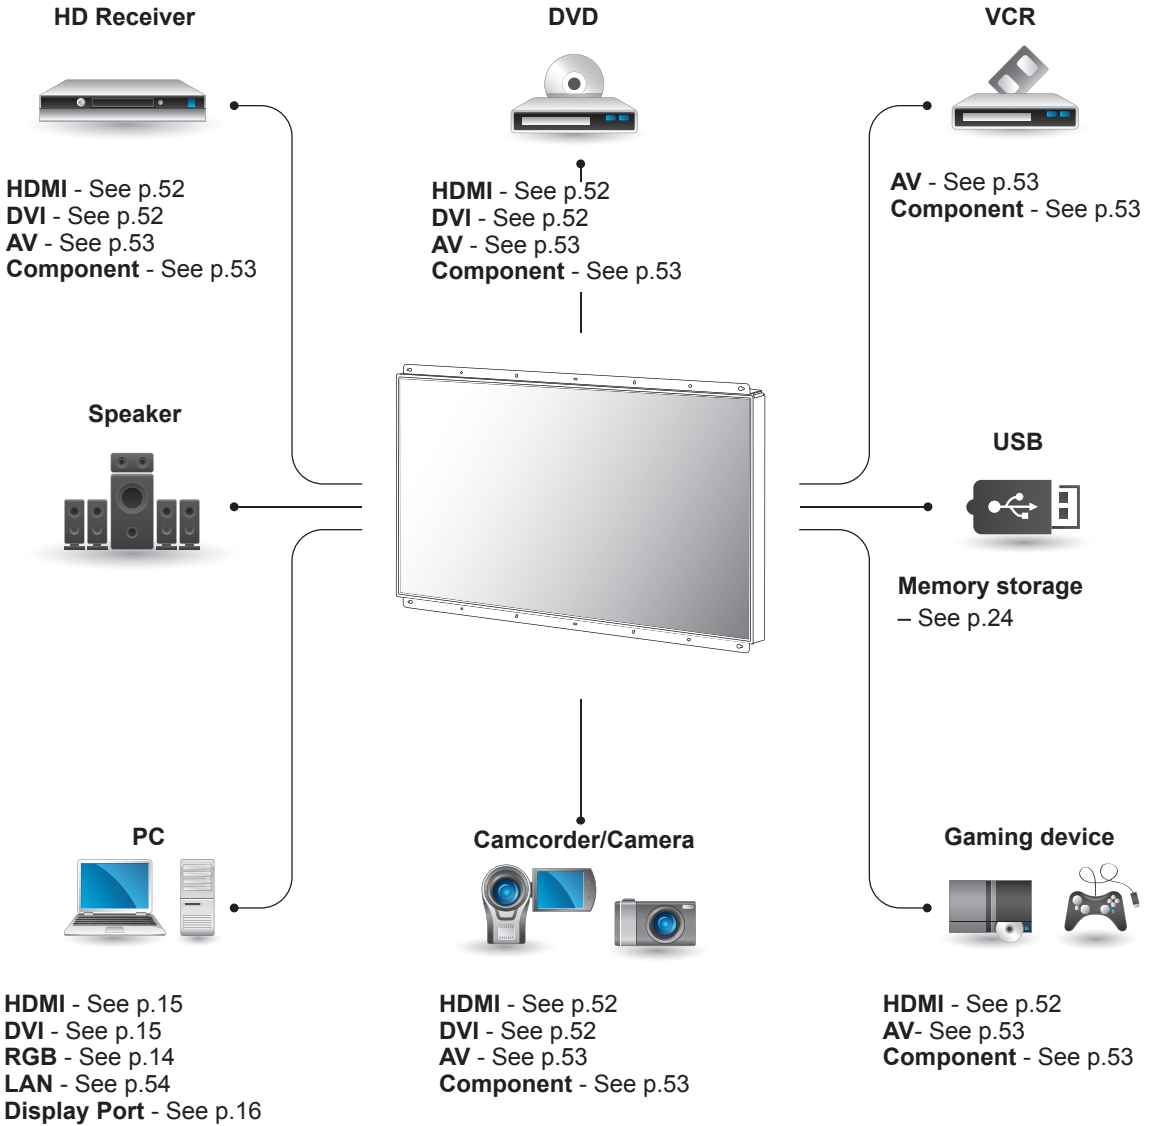 HD Receiver
HDMI - See p.52
DVI - See p.52
AV - See p.53
Component - See p.53
DVD
HDMI - See p.52
DVI - See p.52
AV - See p.53
Component - See p.53
VCR
AV - See p.53
Component - See p.53
Speaker
USB
Memory storage
– See p.24
PC
HDMI - See p.15
DVI - See p.15
RGB - See p.14
LAN - See p.54
Display Port - See p.16
Camcorder/Camera
HDMI - See p.52
DVI - See p.52
AV - See p.53
Component - See p.53
Gaming device
HDMI - See p.52
AV- See p.53
Component - See p.53